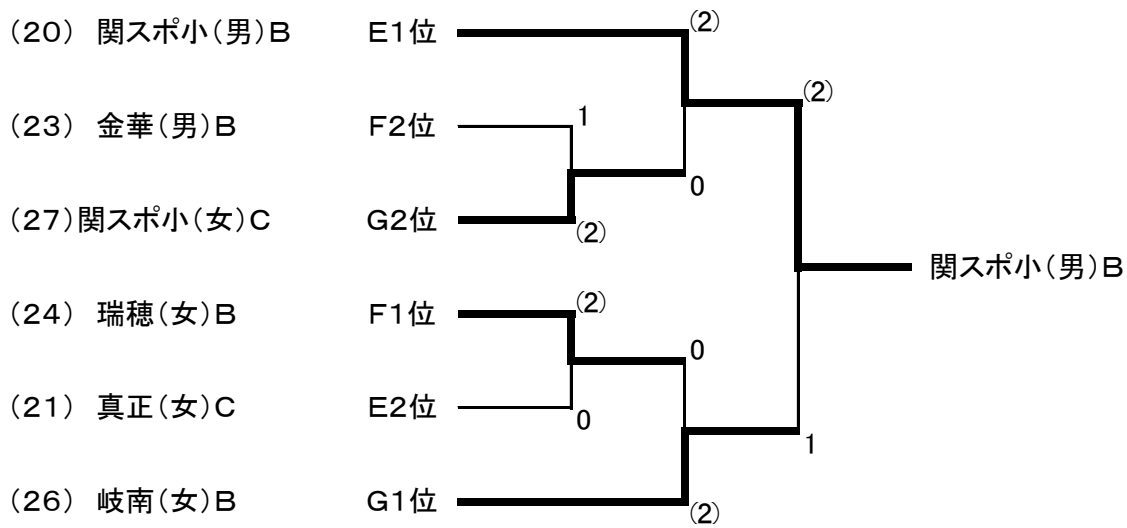 (20) 関スポ小(男)B E1位
(2)
(2)
(23) 金華(男)B F2位
1
0
(27)関スポ小(女)C G2位
(2)
関スポ小(男)B
(24) 瑞穂(女)B F1位
(2)
0
(21) 真正(女)C E2位
0
1
(26) 岐南(女)B G1位
(2)